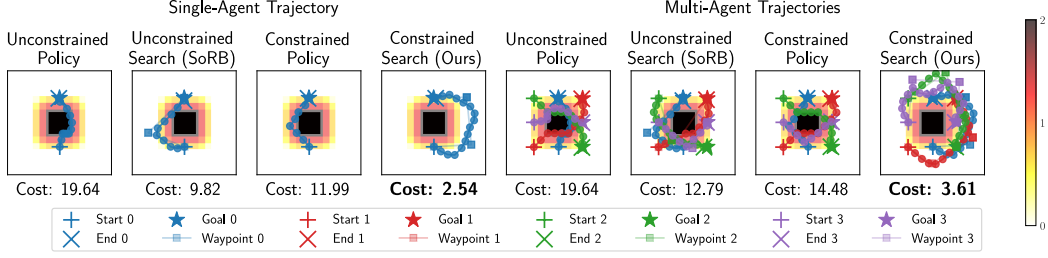 Single-Agent Trajectory
Multi-Agent Trajectories
Unconstrained
Policy
Unconstrained
Search (SoRB)
Constrained
Policy
Constrained
Search (Ours)
Unconstrained
Policy
Unconstrained
Search (SoRB)
Constrained
Policy
Constrained
Search (Ours)
2
1
0
Cost: 19.64
Cost: 9.82
Cost: 11.99
Cost: 2.54
Cost: 19.64
Cost: 12.79
Cost: 14.48
Cost: 3.61
Start 0 Goal 0 Start 1 Goal 1 Start 2 Goal 2 Start 3 Goal 3
End 0 Waypoint 0 End 1 Waypoint 1 End 2 Waypoint 2 End 3 Waypoint 3